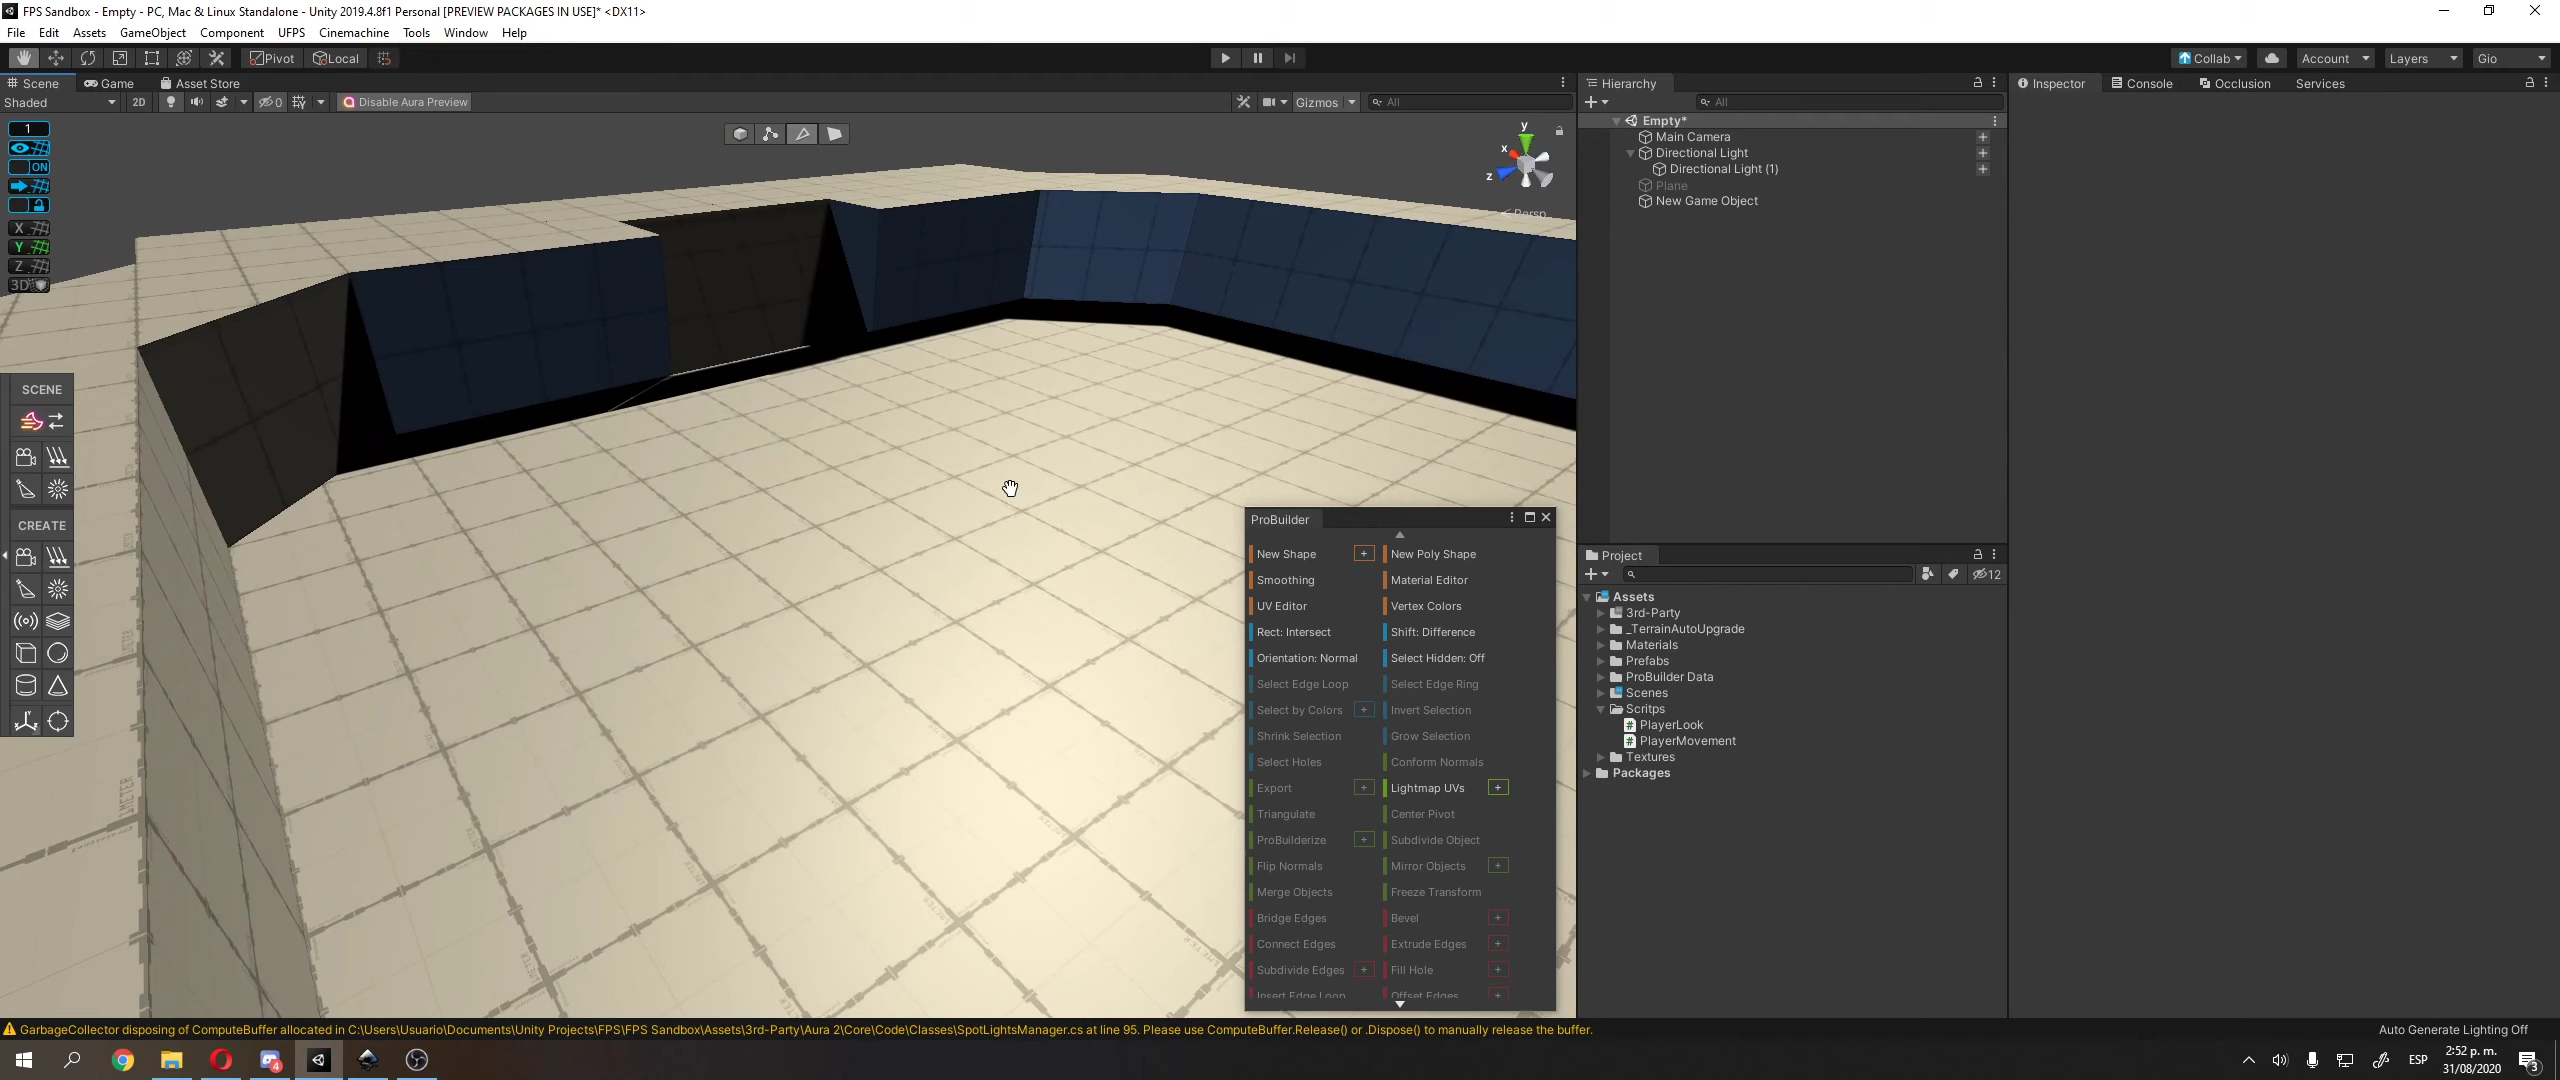 FPS Sandbox - Empty - PC, Mac & Linux Standalone - Unity 2019.4.8f1 Personal [PREVIEW PACKAGES IN USE]* <DX11>
File Edit Assets GameObject Component UFPS Cinemachine Tools Window Help
Pivot Local Collab Account Layers Gio
Scene Game Asset Store
Shaded 2D 0 Disable Aura Preview Gizmos All
1
ON
X
Y
Z
3D
y
x
z
Persp
SCENE
CREATE
Hierarchy
All
Empty*
Main Camera
Directional Light
Directional Light (1)
Plane
New Game Object
Inspector Console Occlusion Services
ProBuilder
New Shape + New Poly Shape
Smoothing Material Editor
UV Editor Vertex Colors
Rect: Intersect Shift: Difference
Orientation: Normal Select Hidden: Off
Select Edge Loop Select Edge Ring
Select by Colors + Invert Selection
Shrink Selection Grow Selection
Select Holes Conform Normals
Export + Lightmap UVs +
Triangulate Center Pivot
ProBuilderize + Subdivide Object
Flip Normals Mirror Objects +
Merge Objects Freeze Transform
Bridge Edges Bevel +
Connect Edges Extrude Edges +
Subdivide Edges + Fill Hole +
Insert Edge Loop Offset Edges +
Project
12
Assets
3rd-Party
_TerrainAutoUpgrade
Materials
Prefabs
ProBuilder Data
Scenes
Scritps
PlayerLook
PlayerMovement
Textures
Packages
GarbageCollector disposing of ComputeBuffer allocated in C:\Users\Usuario\Documents\Unity Projects\FPS\FPS Sandbox\Assets\3rd-Party\Aura 2\Core\Code\Classes\SpotLightsManager.cs at line 95. Please use ComputeBuffer.Release() or .Dispose() to manually release the buffer.
Auto Generate Lighting Off
4
ESP
2:52 p. m.
31/08/2020
3